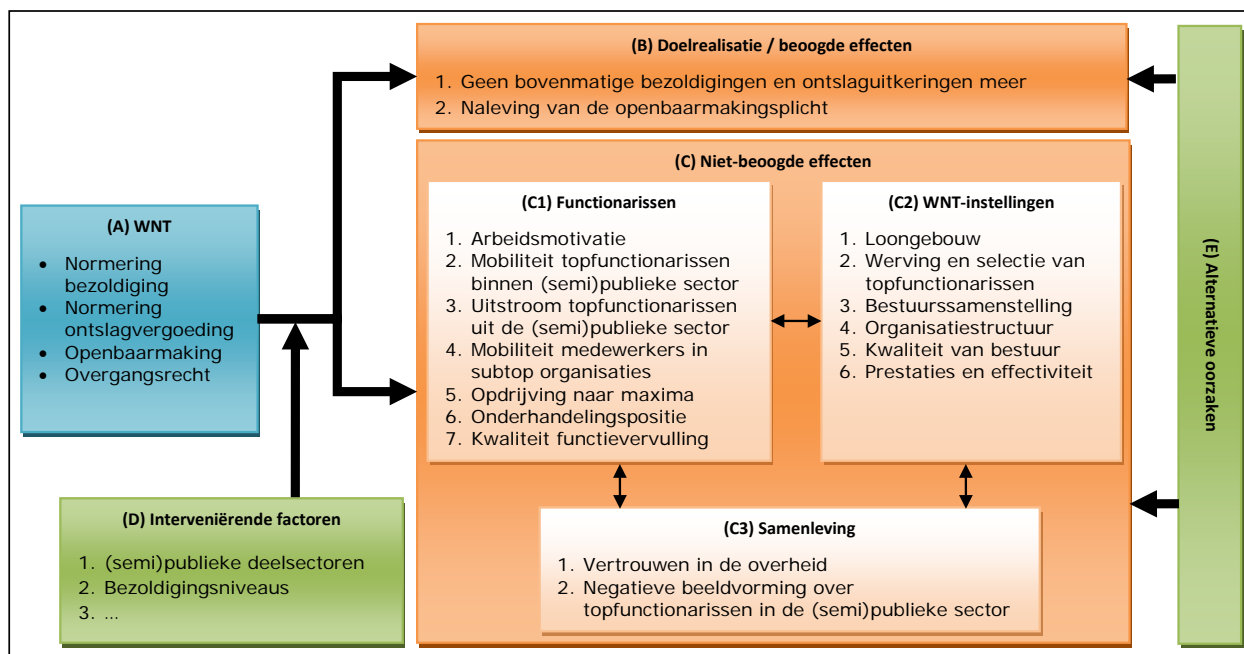 (B) Doelrealisatie / beoogde effecten
1. Geen bovenmatige bezoldigingen en ontslaguitkeringen meer
2. Naleving van de openbaarmakingsplicht
(C) Niet-beoogde effecten
(C1) Functionarissen
1. Arbeidsmotivatie
2. Mobiliteit topfunctionarissen
binnen (semi)publieke sector
3. Uitstroom topfunctionarissen
uit de (semi)publieke sector
4. Mobiliteit medewerkers in
subtop organisaties
5. Opdrijving naar maxima
6. Onderhandelingspositie
7. Kwaliteit functievervulling
(C2) WNT-instellingen
1. Loongebouw
2. Werving en selectie van
topfunctionarissen
3. Bestuurssamenstelling
4. Organisatiestructuur
5. Kwaliteit van bestuur
6. Prestaties en effectiviteit
(A) WNT
• Normering
bezoldiging
• Normering
ontslagvergoeding
• Openbaarmaking
• Overgangsrecht
(D) Interveniërende factoren
1. (semi)publieke deelsectoren
2. Bezoldigingsniveaus
3. ...
(C3) Samenleving
1. Vertrouwen in de overheid
2. Negatieve beeldvorming over
topfunctionarissen in de (semi)publieke sector
(E) Alternatieve oorzaken